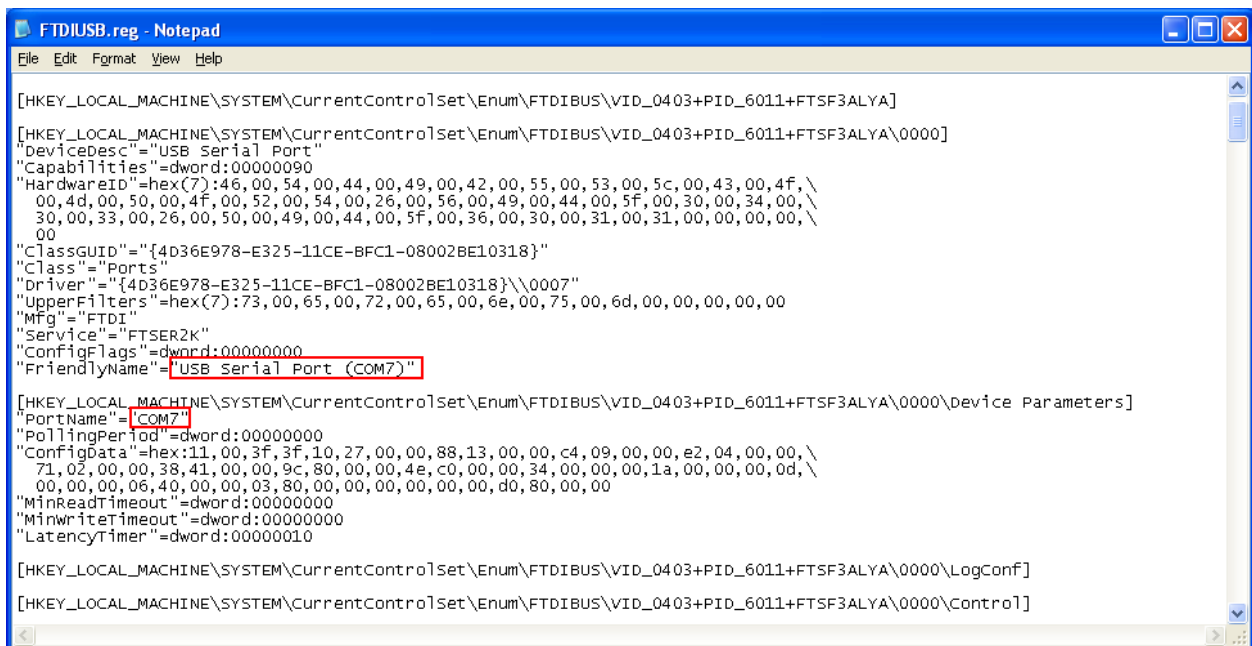 FTDIUSB.reg - Notepad
File Edit Format View Help
[HKEY_LOCAL_MACHINE\SYSTEM\CurrentControlSet\Enum\FTDIBUS\VID_0403+PID_6011+FTSF3ALYA]
[HKEY_LOCAL_MACHINE\SYSTEM\CurrentControlSet\Enum\FTDIBUS\VID_0403+PID_6011+FTSF3ALYA\0000]
"DeviceDesc"="USB Serial Port"
"Capabilities"=dword:00000090
"HardwareID"=hex(7):46,00,54,00,44,00,49,00,42,00,55,00,53,00,5c,00,43,00,4f,\
00,4d,00,50,00,4f,00,52,00,54,00,26,00,56,00,49,00,44,00,5f,00,30,00,34,00,\
30,00,33,00,26,00,50,00,49,00,44,00,5f,00,36,00,30,00,31,00,31,00,00,00,00,\
00
"ClassGUID"="{4D36E978-E325-11CE-BFC1-08002BE10318}"
"Class"="Ports"
"Driver"="{4D36E978-E325-11CE-BFC1-08002BE10318}\\0007"
"UpperFilters"=hex(7):73,00,65,00,72,00,65,00,6e,00,75,00,6d,00,00,00,00,00
"Mfg"="FTDI"
"Service"="FTSER2K"
"ConfigFlags"=dword:00000000
"FriendlyName"="USB Serial Port (COM7)"
[HKEY_LOCAL_MACHINE\SYSTEM\CurrentControlSet\Enum\FTDIBUS\VID_0403+PID_6011+FTSF3ALYA\0000\Device Parameters]
"PortName"="COM7"
"PollingPeriod"=dword:00000000
"ConfigData"=hex:11,00,3f,3f,10,27,00,00,88,13,00,00,c4,09,00,00,e2,04,00,00,\
71,02,00,00,38,41,00,00,9c,80,00,00,4e,c0,00,00,34,00,00,00,1a,00,00,00,0d,\
00,00,00,06,40,00,00,03,80,00,00,00,00,00,00,d0,80,00,00
"MinReadTimeout"=dword:00000000
"MinWriteTimeout"=dword:00000000
"LatencyTimer"=dword:00000010
[HKEY_LOCAL_MACHINE\SYSTEM\CurrentControlSet\Enum\FTDIBUS\VID_0403+PID_6011+FTSF3ALYA\0000\LogConf]
[HKEY_LOCAL_MACHINE\SYSTEM\CurrentControlSet\Enum\FTDIBUS\VID_0403+PID_6011+FTSF3ALYA\0000\Control]